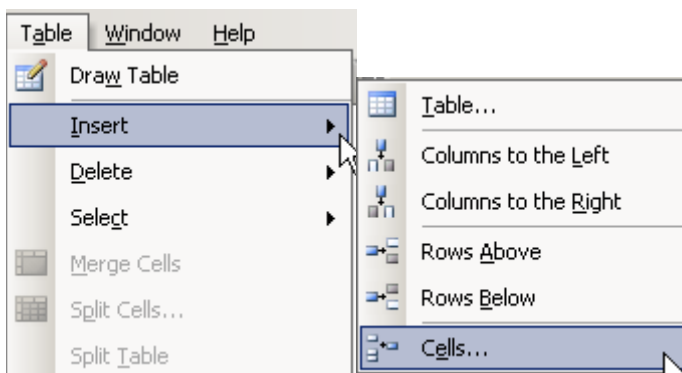 Table Window Help
Draw Table
Insert
Delete
Select
Merge Cells
Split Cells...
Split Table
Table...
Columns to the Left
Columns to the Right
Rows Above
Rows Below
Cells...